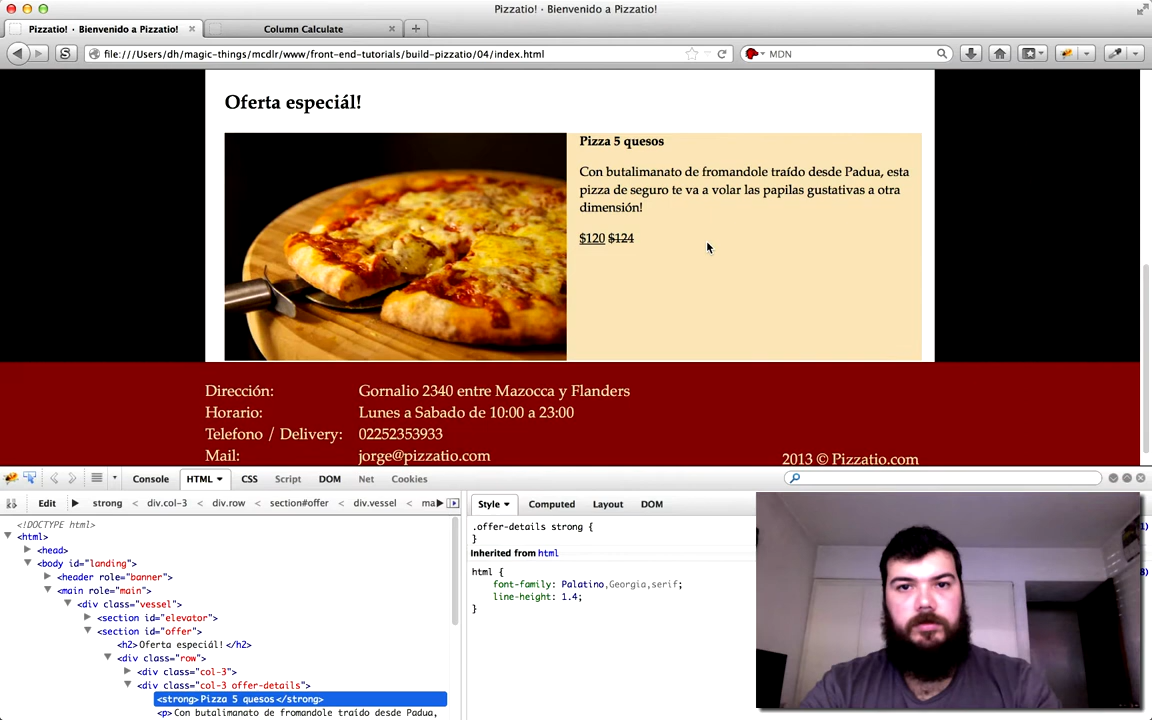 Pizzatio! · Bienvenido a Pizzatio!
Pizzatio! · Bienvenido a Pizzatio!
Column Calculate
file:///Users/dh/magic-things/mcdlr/www/front-end-tutorials/build-pizzatio/04/index.html
MDN
Oferta especiál!
Pizza 5 quesos
Con butalimanato de fromandole traído desde Padua, esta
pizza de seguro te va a volar las papilas gustativas a otra
dimensión!
$120 $124
Dirección: Gornalio 2340 entre Mazocca y Flanders
Horario: Lunes a Sabado de 10:00 a 23:00
Telefono / Delivery: 02252353933
Mail: jorge@pizzatio.com
2013 © Pizzatio.com
Console HTML CSS Script DOM Net Cookies
Edit strong < div.col-3 < div.row < section#offer < div.vessel < ma
Style Computed Layout DOM
<!DOCTYPE html>
<html>
<head>
<body id="landing">
<header role="banner">
<main role="main">
<div class="vessel">
<section id="elevator">
<section id="offer">
<h2>Oferta especiál!</h2>
<div class="row">
<div class="col-3">
<div class="col-3 offer-details">
<strong>Pizza 5 quesos</strong>
<p>Con butalimanato de fromandole traído desde Padua,
.offer-details strong {
}
Inherited from html
html {
font-family: Palatino,Georgia,serif;
line-height: 1.4;
}
1)
8)